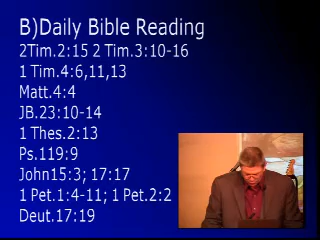 B)Daily Bible Reading
2Tim.2:15 2 Tim.3:10-16
1 Tim.4:6,11,13
Matt.4:4
JB.23:10-14
1 Thes.2:13
Ps.119:9
John15:3; 17:17
1 Pet.1:4-11; 1 Pet.2:2
Deut.17:19